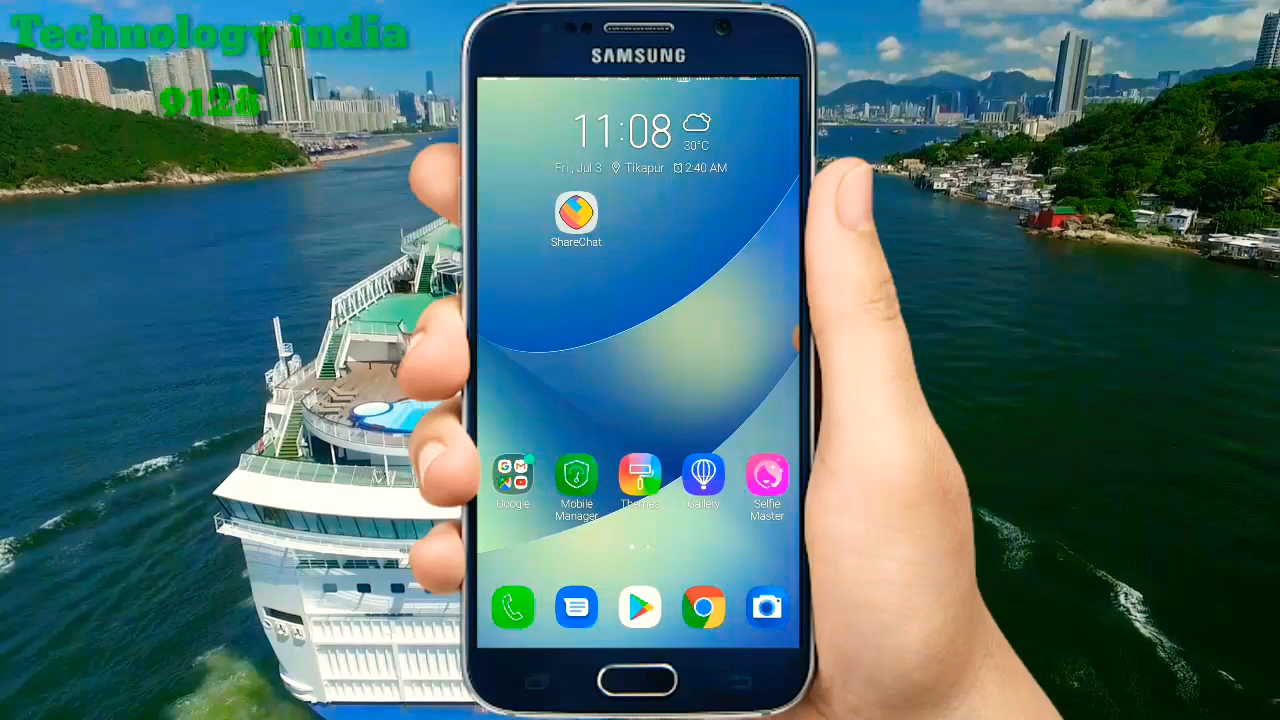 Technology india
SAMSUNG
11:08
30°C
Fri, Jul 3 Tikapur 2:40 AM
ShareChat
Google
Mobile Manager
Themes
Gallery
Selfie Master